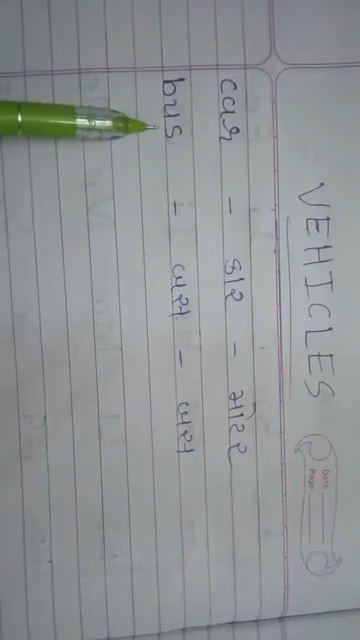 VEHICLES
Date
Page
car - કાર - મોટર
bus - બસ - બસ